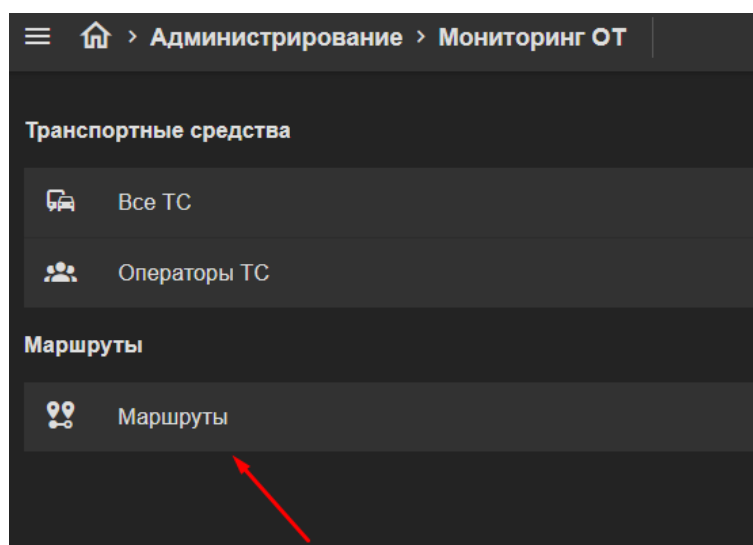 Администрирование > Мониторинг ОТ
Транспортные средства
Все ТС
Операторы ТС
Маршруты
Маршруты